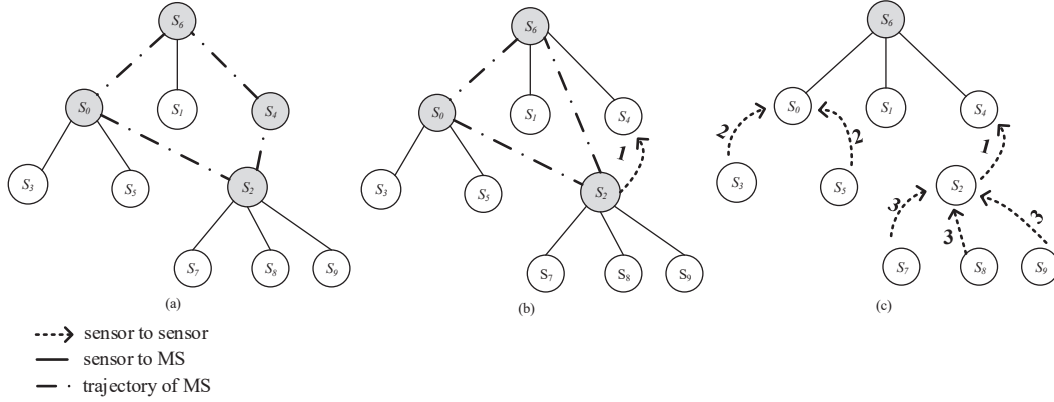 S6
S0
S1
S4
S3
S5
S2
S7
S8
S9
(a)
S6
S0
S1
S4
1
S3
S5
S2
S7
S8
S9
(b)
S6
S0
S1
S4
2
2
1
S3
S5
S2
3
3
3
S7
S8
S9
(c)
sensor to sensor
sensor to MS
trajectory of MS